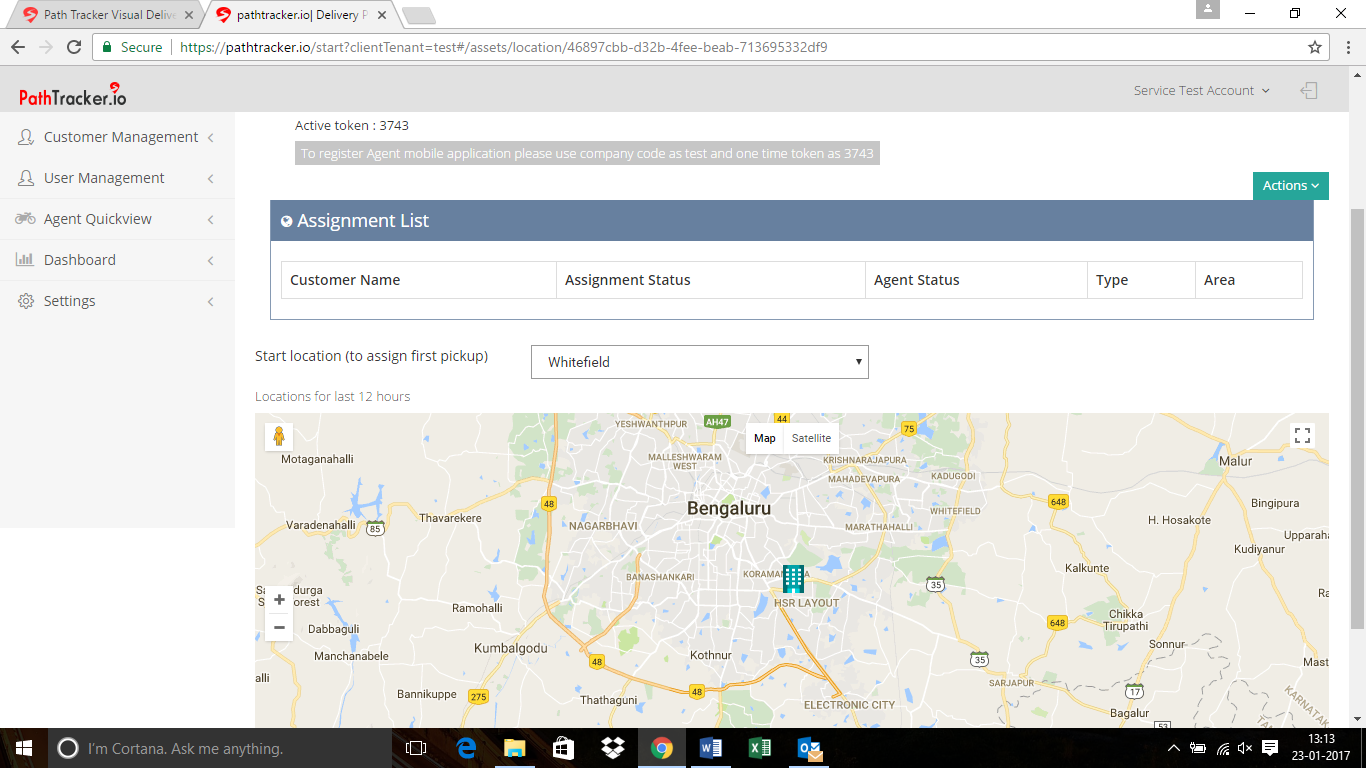 Path Tracker Visual Delive
pathtracker.io| Delivery P
Secure
https://pathtracker.io/start?clientTenant=test#/assets/location/46897cbb-d32b-4fee-beab-713695332df9
PathTracker.io
Service Test Account
Customer Management
User Management
Agent Quickview
Dashboard
Settings
Active token : 3743
To register Agent mobile application please use company code as test and one time token as 3743
Actions
Assignment List
Customer Name Assignment Status Agent Status Type Area
Start location (to assign first pickup)
Whitefield
Locations for last 12 hours
Map Satellite
YESHWANTHPUR
AH47
44
75
Motaganahalli
MALLESHWARAM
WEST
KRISHNARAJAPURA
MAHADEVAPURA
KADUGODI
Malur
48
Bengaluru
648
Bingipura
Varadenahalli
85
Thavarekere
NAGARBHAVI
MARATHAHALLI
WHITEFIELD
H. Hosakote
Upparah
Kudiyanur
Kalkunte
BANASHANKARI
HSR LAYOUT
35
Ramohalli
Dabbaguli
Manchanabele
Kumbalgodu
Kothnur
48
Chikka
Tirupathi
648
Sonnur
35
Mast
alli
Bannikuppe
275
Thathaguni
48
ELECTRONIC CITY
SARJAPUR
17
Bagalur
53
KARNATAK
I'm Cortana. Ask me anything.
13:13
23-01-2017